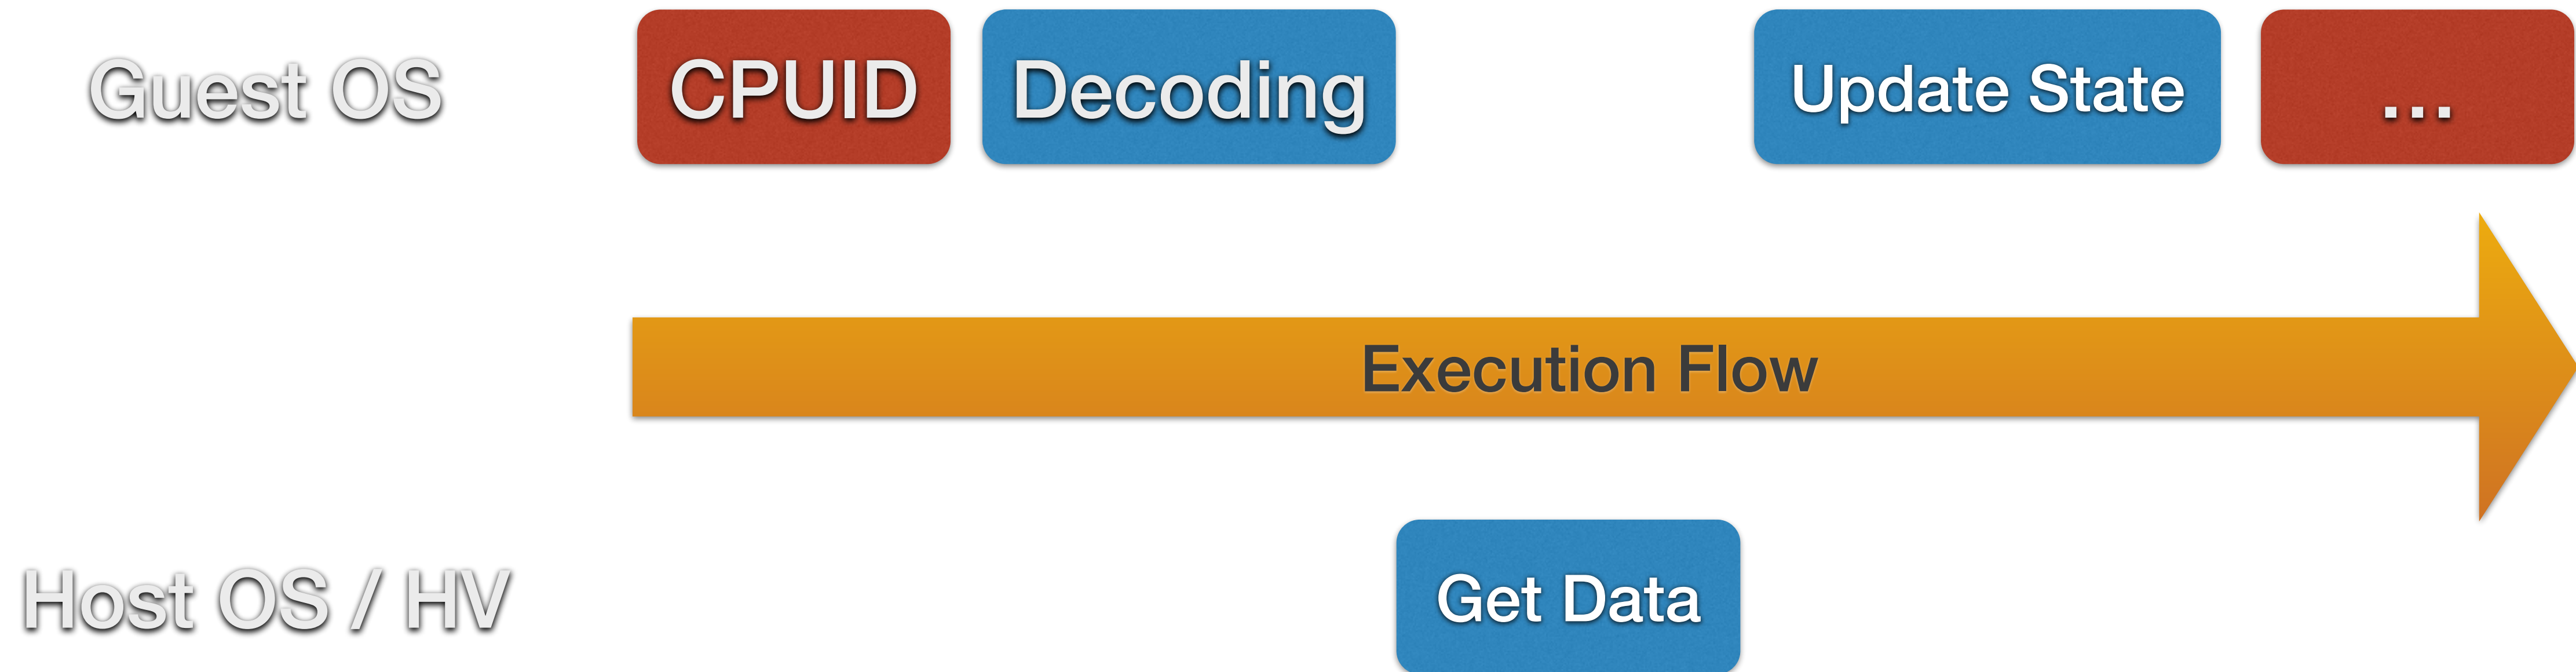 Guest OS
CPUID
Decoding
Update State
...
Execution Flow
Host OS / HV
Get Data